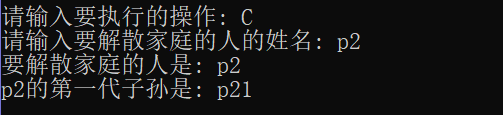 请输入要执行的操作: C
请输入要解散家庭的人的姓名: p2
要解散家庭的人是: p2
p2的第一代子孙是: p21